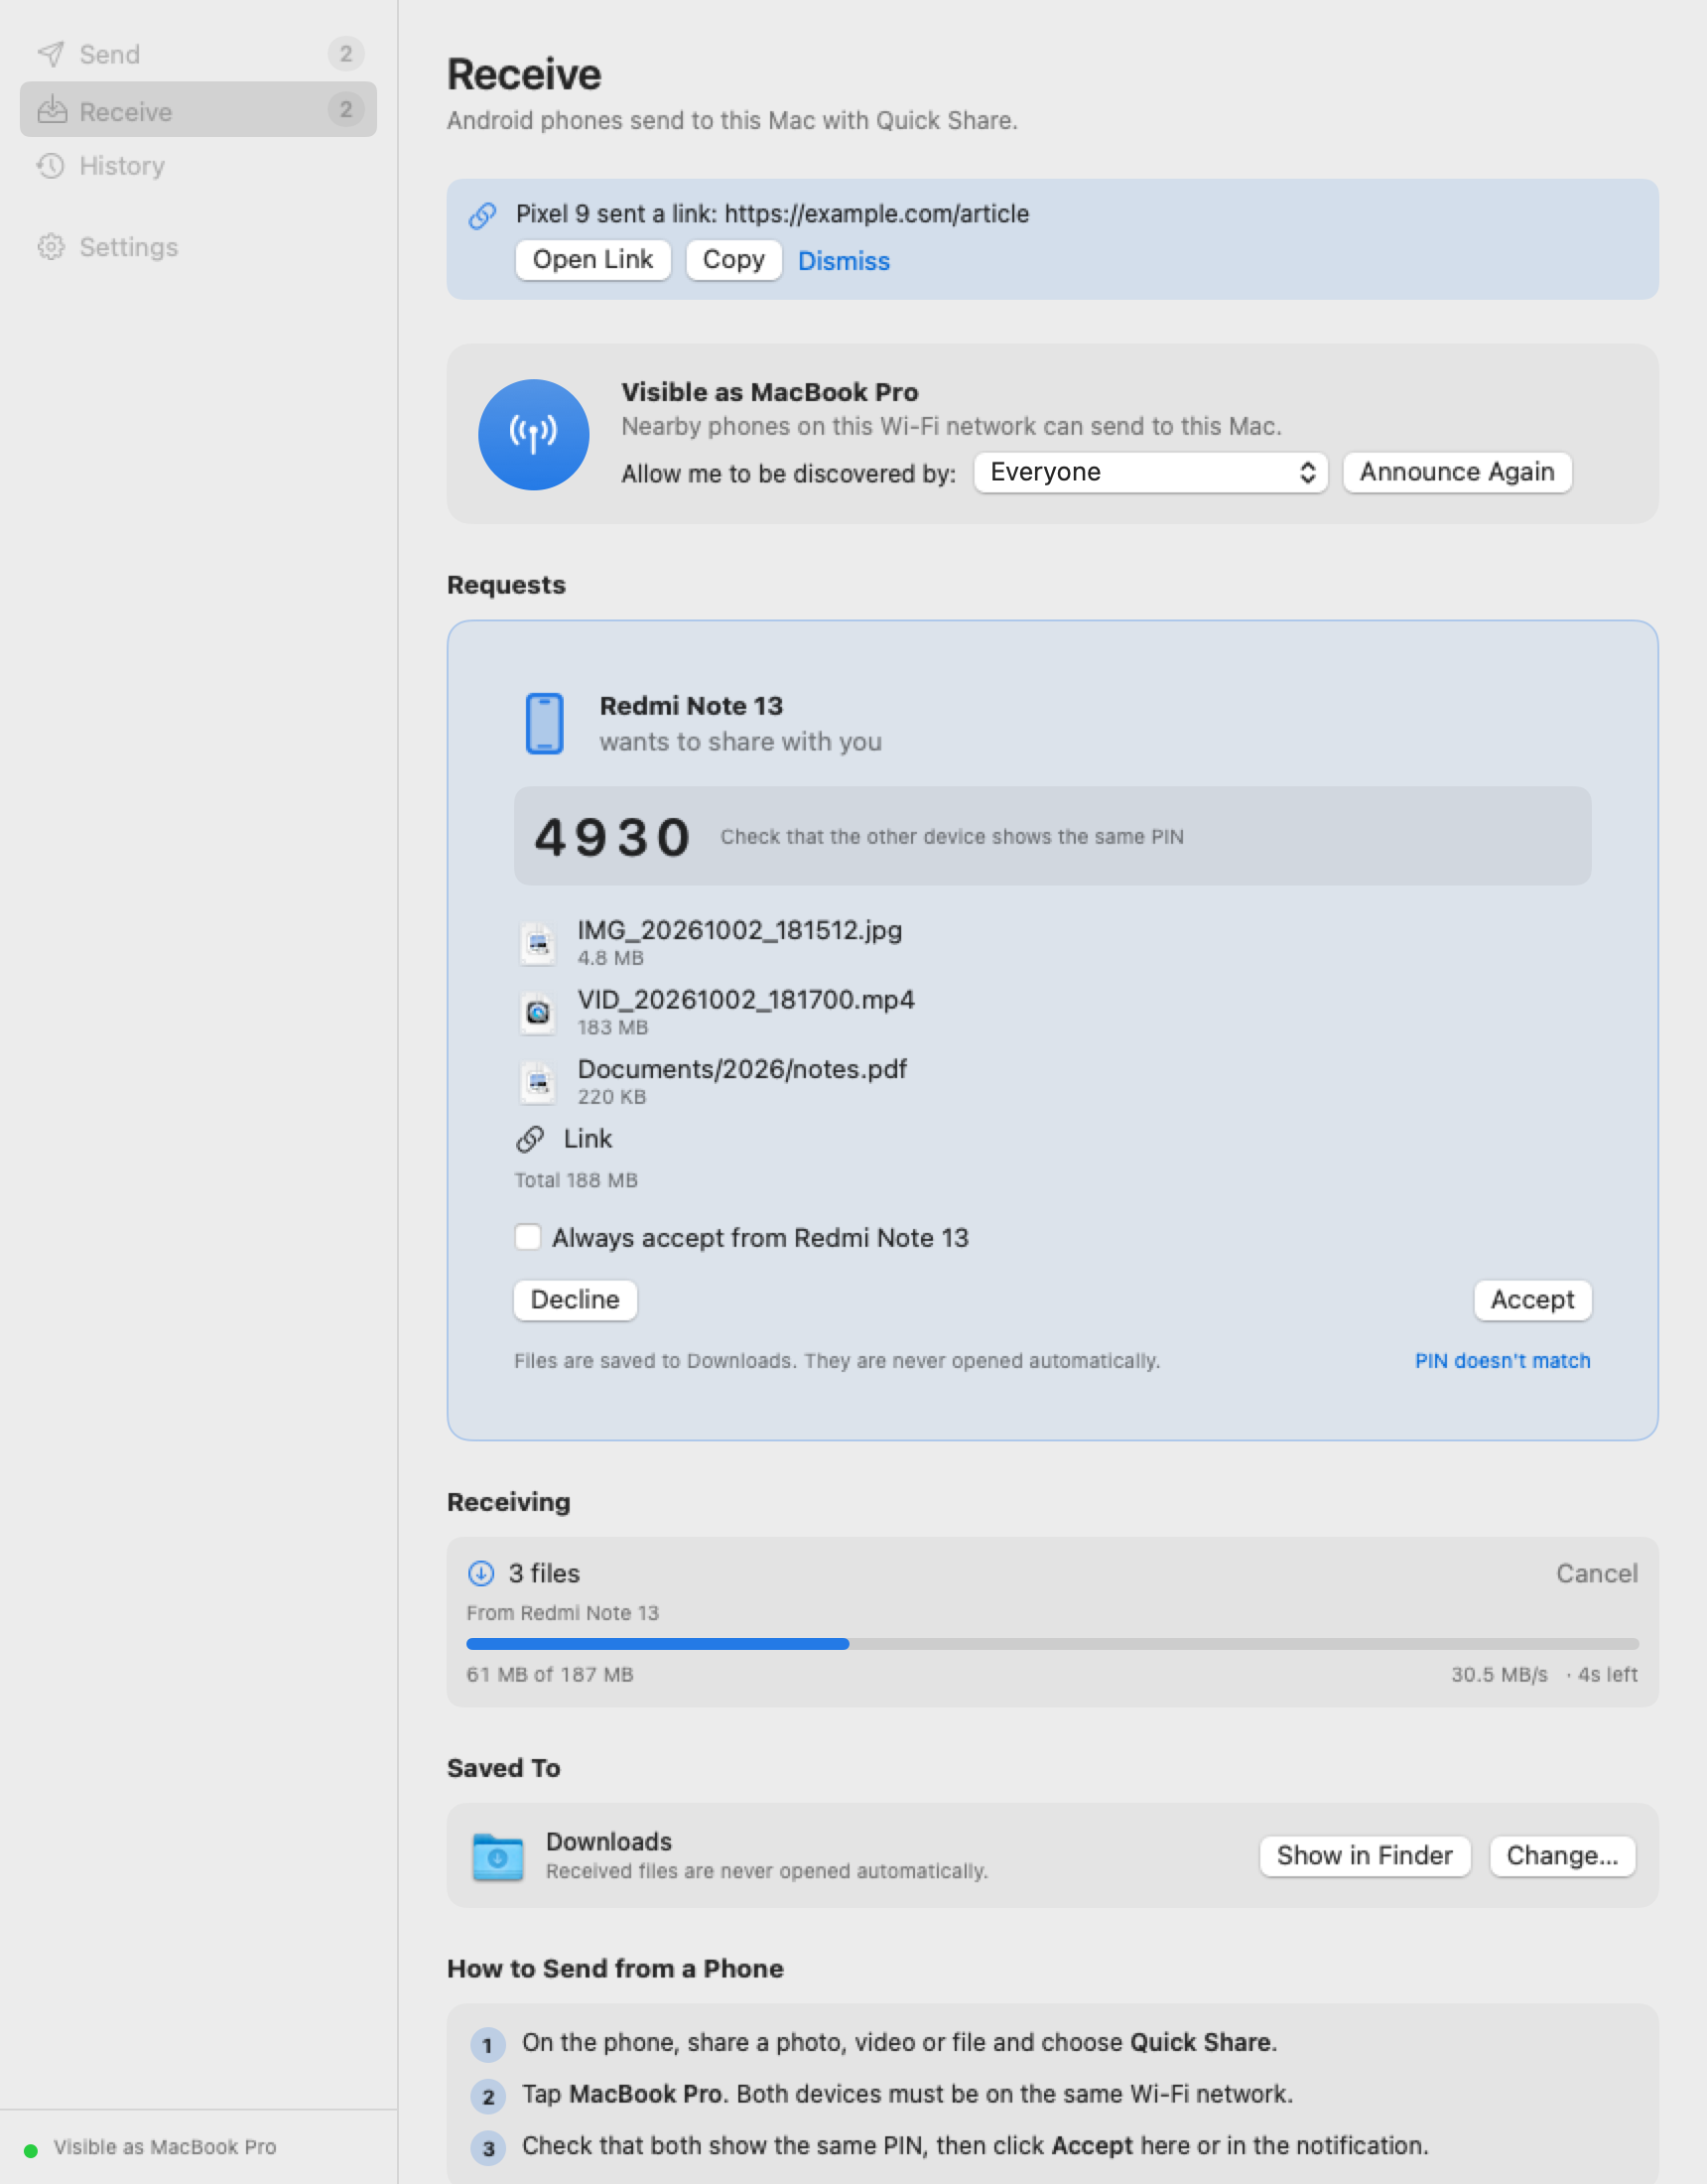 Send 2
Receive 2
History
Settings
Visible as MacBook Pro
Receive
Android phones send to this Mac with Quick Share.
Pixel 9 sent a link: https://example.com/article
Open Link Copy Dismiss
Visible as MacBook Pro
Nearby phones on this Wi-Fi network can send to this Mac.
Allow me to be discovered by: Everyone Announce Again
Requests
Redmi Note 13
wants to share with you
4930 Check that the other device shows the same PIN
IMG_20261002_181512.jpg
4.8 MB
VID_20261002_181700.mp4
183 MB
Documents/2026/notes.pdf
220 KB
Link
Total 188 MB
Always accept from Redmi Note 13
Decline Accept
Files are saved to Downloads. They are never opened automatically. PIN doesn't match
Receiving
3 files Cancel
From Redmi Note 13
61 MB of 187 MB 30.5 MB/s · 4s left
Saved To
Downloads
Received files are never opened automatically.
Show in Finder Change...
How to Send from a Phone
1 On the phone, share a photo, video or file and choose Quick Share.
2 Tap MacBook Pro. Both devices must be on the same Wi-Fi network.
3 Check that both show the same PIN, then click Accept here or in the notification.